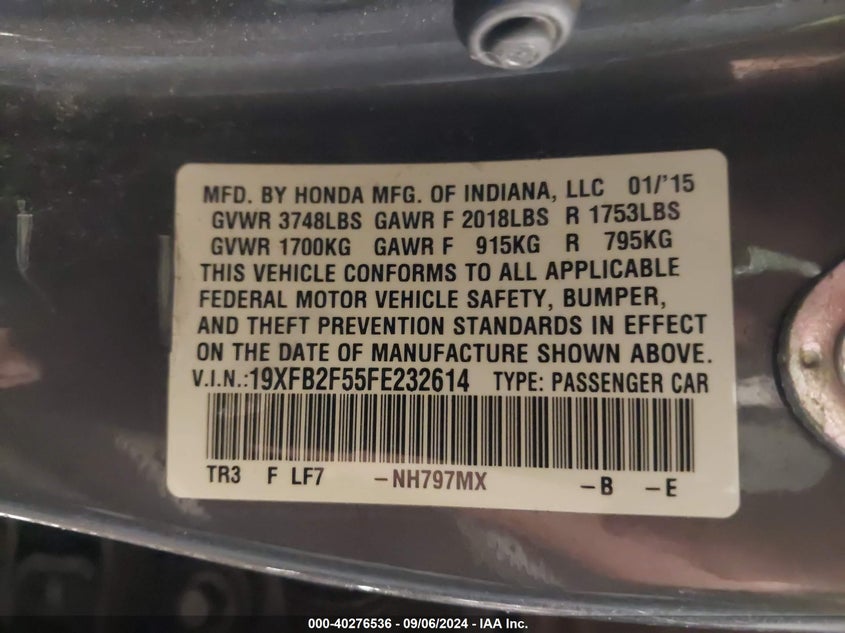 MFD. BY HONDA MFG. OF INDIANA, LLC 01/'15
GVWR 3748LBS GAWR F 2018LBS R 1753LBS
GVWR 1700KG GAWR F 915KG R 795KG
THIS VEHICLE CONFORMS TO ALL APPLICABLE
FEDERAL MOTOR VEHICLE SAFETY, BUMPER,
AND THEFT PREVENTION STANDARDS IN EFFECT
ON THE DATE OF MANUFACTURE SHOWN ABOVE.
V.I.N.:19XFB2F55FE232614 TYPE: PASSENGER CAR
TR3 F LF7 -NH797MX -B -E
000-40276536 - 09/06/2024 - IAA Inc.